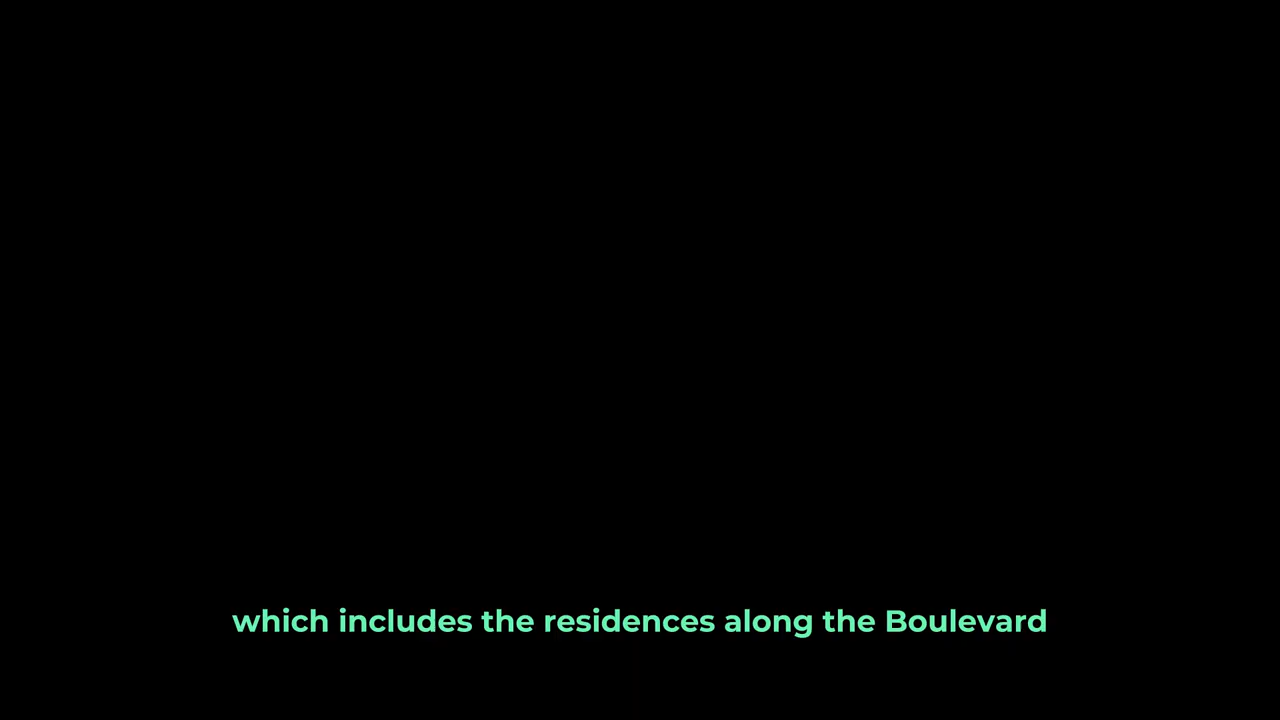 which includes the residences along the Boulevard